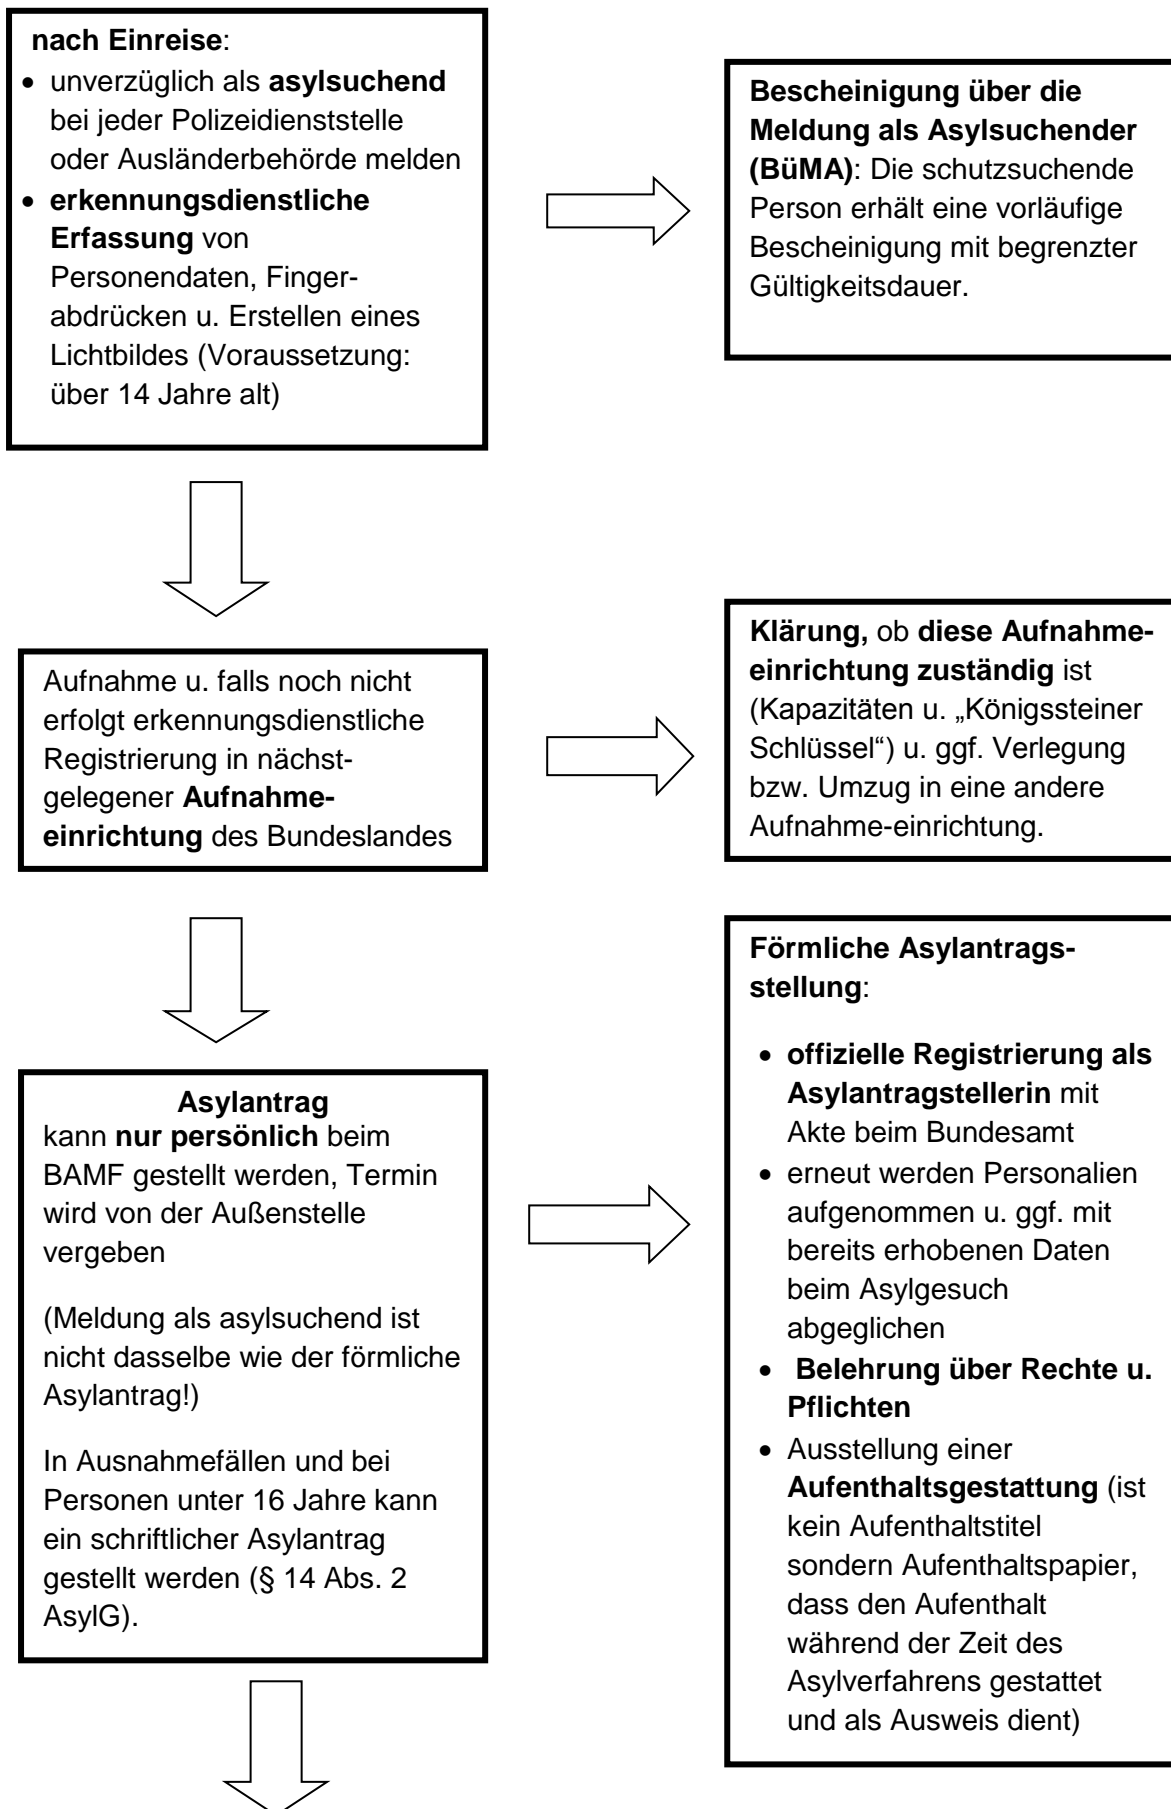 nach Einreise:
• unverzüglich als asylsuchend
bei jeder Polizeidienststelle
oder Ausländerbehörde melden
• erkennungsdienstliche
Erfassung von
Personendaten, Finger-
abdrücken u. Erstellen eines
Lichtbildes (Voraussetzung:
über 14 Jahre alt)
Bescheinigung über die
Meldung als Asylsuchender
(BüMA): Die schutzsuchende
Person erhält eine vorläufige
Bescheinigung mit begrenzter
Gültigkeitsdauer.
Aufnahme u. falls noch nicht
erfolgt erkennungsdienstliche
Registrierung in nächst-
gelegener Aufnahme-
einrichtung des Bundeslandes
Klärung, ob diese Aufnahme-
einrichtung zuständig ist
(Kapazitäten u. „Königssteiner
Schlüssel“) u. ggf. Verlegung
bzw. Umzug in eine andere
Aufnahme-einrichtung.
Asylantrag
kann nur persönlich beim
BAMF gestellt werden, Termin
wird von der Außenstelle
vergeben
(Meldung als asylsuchend ist
nicht dasselbe wie der förmliche
Asylantrag!)
In Ausnahmefällen und bei
Personen unter 16 Jahre kann
ein schriftlicher Asylantrag
gestellt werden (§ 14 Abs. 2
AsylG).
Förmliche Asylantrags-
stellung:
• offizielle Registrierung als
Asylantragstellerin mit
Akte beim Bundesamt
• erneut werden Personalien
aufgenommen u. ggf. mit
bereits erhobenen Daten
beim Asylgesuch
abgeglichen
• Belehrung über Rechte u.
Pflichten
• Ausstellung einer
Aufenthaltsgestattung (ist
kein Aufenthaltstitel
sondern Aufenthaltspapier,
dass den Aufenthalt
während der Zeit des
Asylverfahrens gestattet
und als Ausweis dient)